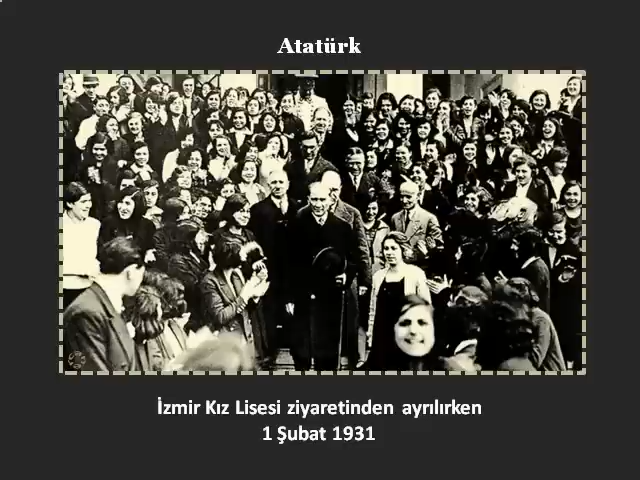 Atatürk
İzmir Kız Lisesi ziyaretinden ayrılırken
1 Şubat 1931